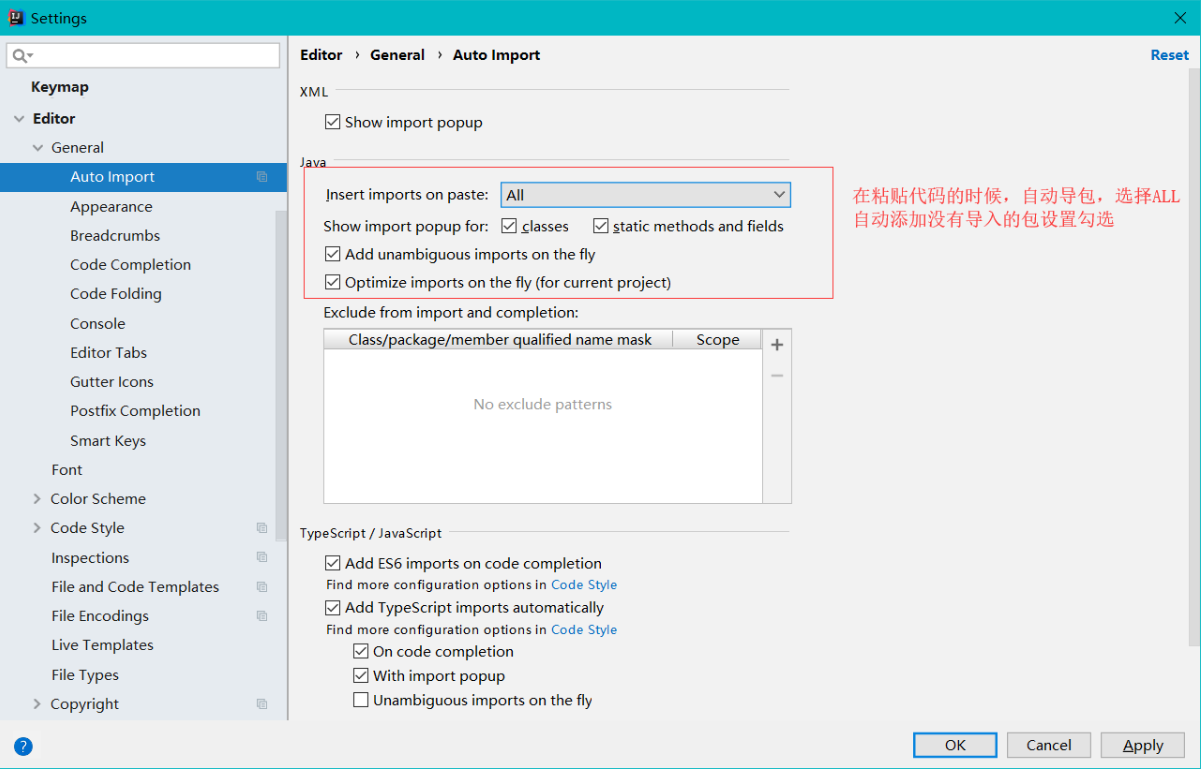 Settings
Keymap
Editor
General
Auto Import
Appearance
Breadcrumbs
Code Completion
Code Folding
Console
Editor Tabs
Gutter Icons
Postfix Completion
Smart Keys
Font
Color Scheme
Code Style
Inspections
File and Code Templates
File Encodings
Live Templates
File Types
Copyright
Editor › General › Auto Import
Reset
XML
Show import popup
Java
Insert imports on paste: All
Show import popup for: classes static methods and fields
Add unambiguous imports on the fly
Optimize imports on the fly (for current project)
在粘贴代码的时候，自动导包，选择ALL
自动添加没有导入的包设置勾选
Exclude from import and completion:
Class/package/member qualified name mask Scope
No exclude patterns
TypeScript / JavaScript
Add ES6 imports on code completion
Find more configuration options in Code Style
Add TypeScript imports automatically
Find more configuration options in Code Style
On code completion
With import popup
Unambiguous imports on the fly
OK Cancel Apply